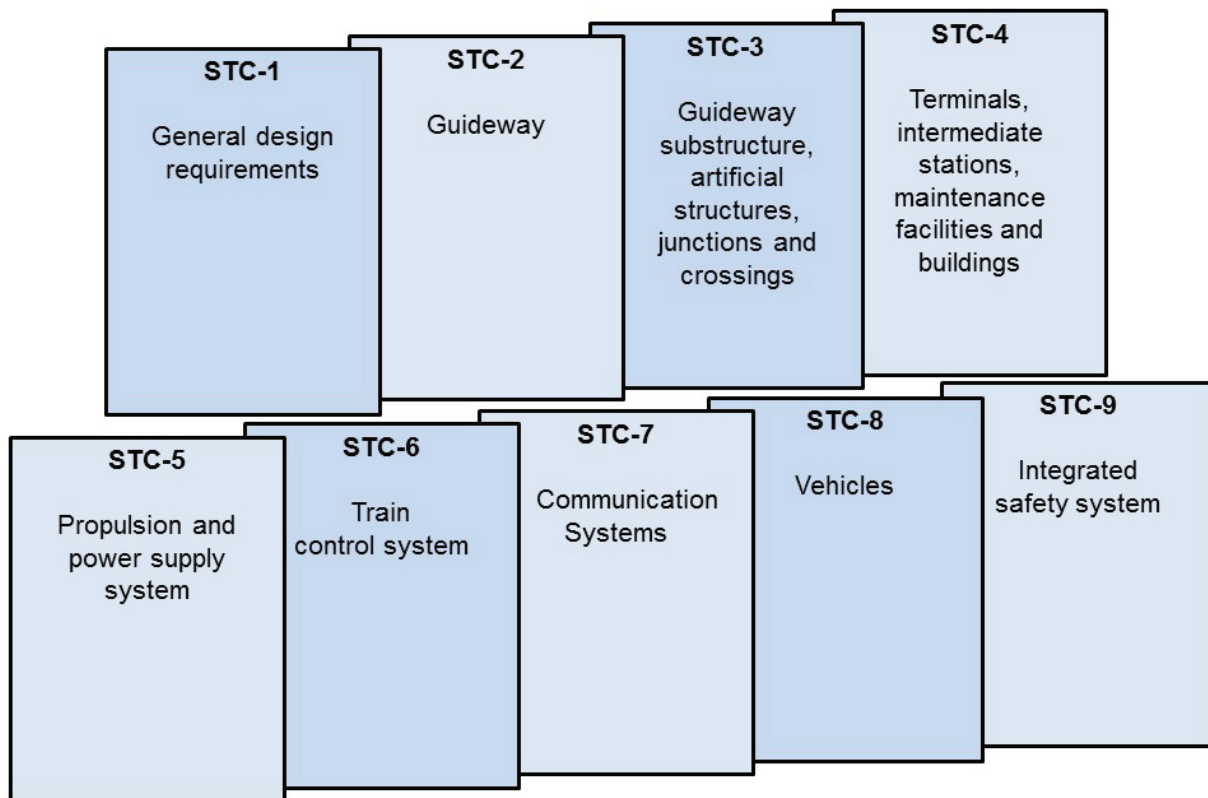 STC-1
General design
requirements
STC-2
Guideway
STC-3
Guideway
substructure,
artificial
structures,
junctions and
crossings
STC-4
Terminals,
intermediate
stations,
maintenance
facilities and
buildings
STC-5
Propulsion and
power supply
system
STC-6
Train
control system
STC-7
Communication
Systems
STC-8
Vehicles
STC-9
Integrated
safety system